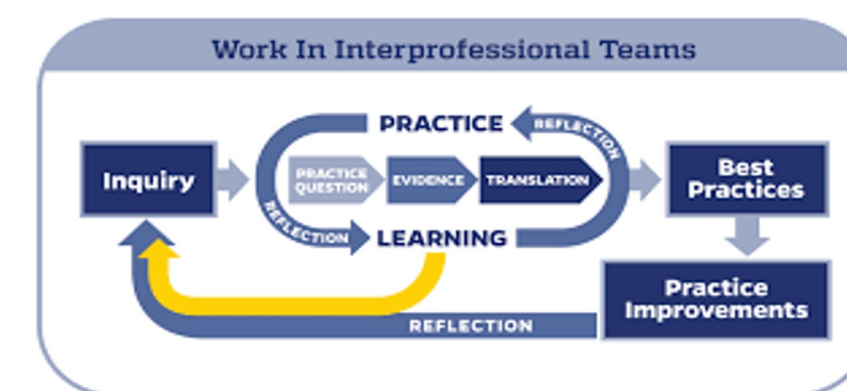 Work In Interprofessional Teams
PRACTICE
REFLECTION
Inquiry
PRACTICE
QUESTION
EVIDENCE
TRANSLATION
Best
Practices
REFLECTION
LEARNING
Practice
Improvements
REFLECTION